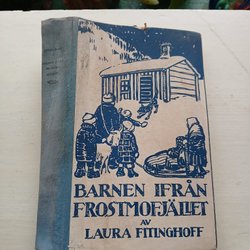 BARNEN IFRÅN
FROSTMOFJÄLLET
AV
LAURA FITINGHOFF